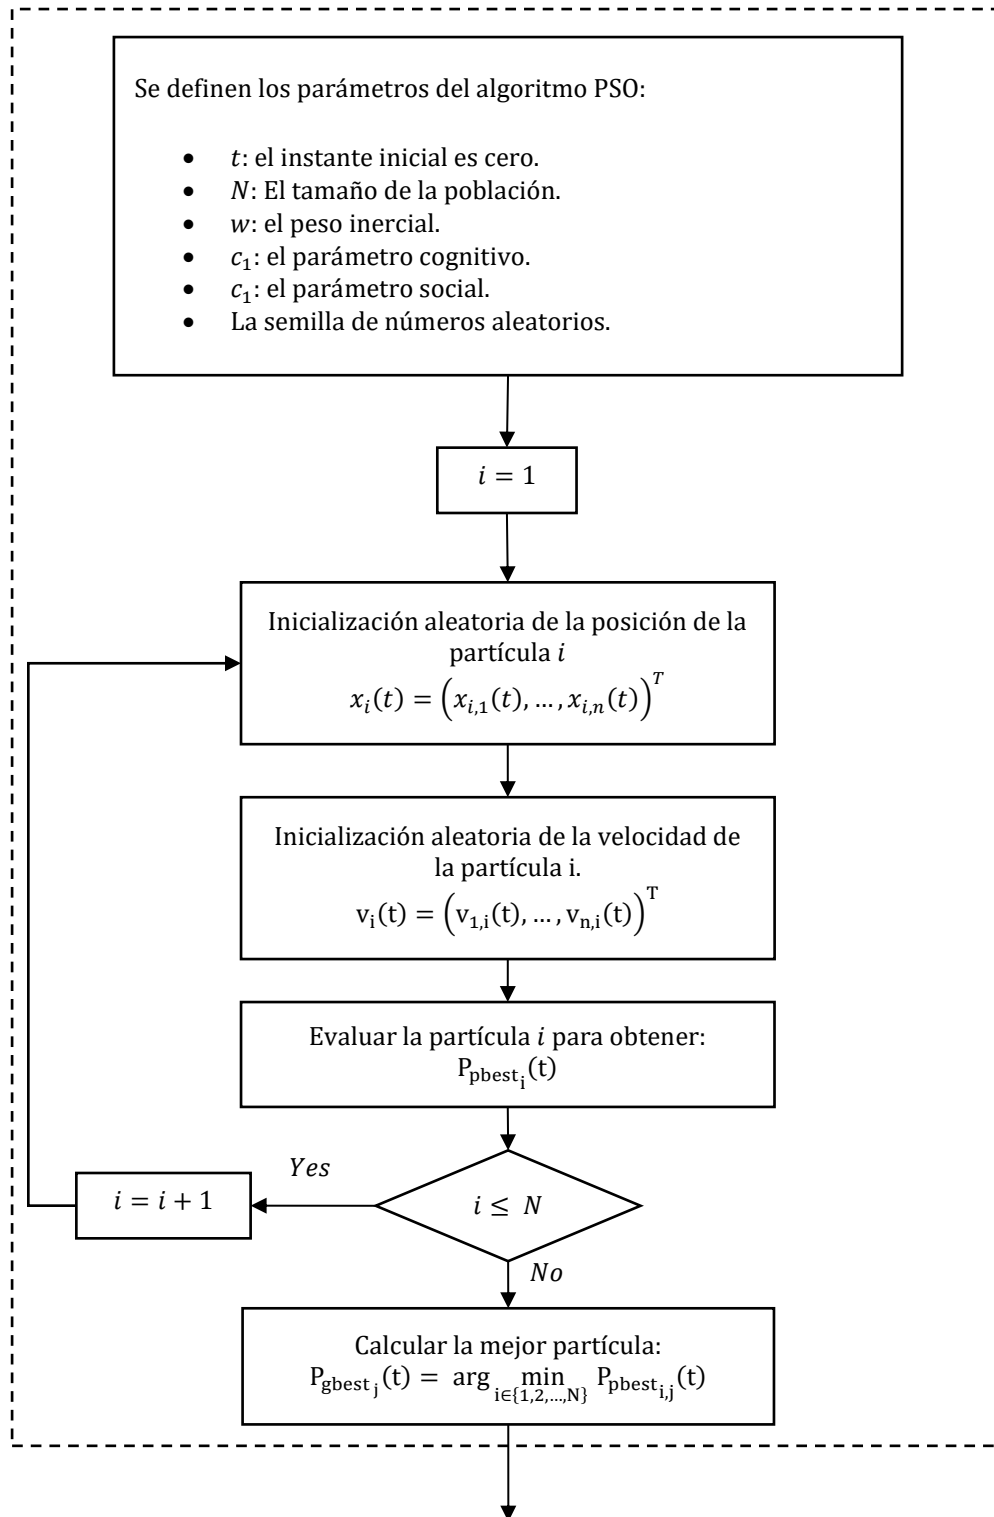 Se definen los parámetros del algoritmo PSO:
• t: el instante inicial es cero.
• N: El tamaño de la población.
• w: el peso inercial.
• c₁: el parámetro cognitivo.
• c₁: el parámetro social.
• La semilla de números aleatorios.
i = 1
Inicialización aleatoria de la posición de la
partícula i
xᵢ(t) = (x_{i,1}(t), … , x_{i,n}(t))^T
Inicialización aleatoria de la velocidad de
la partícula i.
vᵢ(t) = (v_{1,i}(t), … , v_{n,i}(t))^T
Evaluar la partícula i para obtener:
P_{pbest_i}(t)
Yes
i = i + 1
i ≤ N
No
Calcular la mejor partícula:
P_{gbest_j}(t) = arg min_{i∈{1,2,…,N}} P_{pbest_{i,j}}(t)